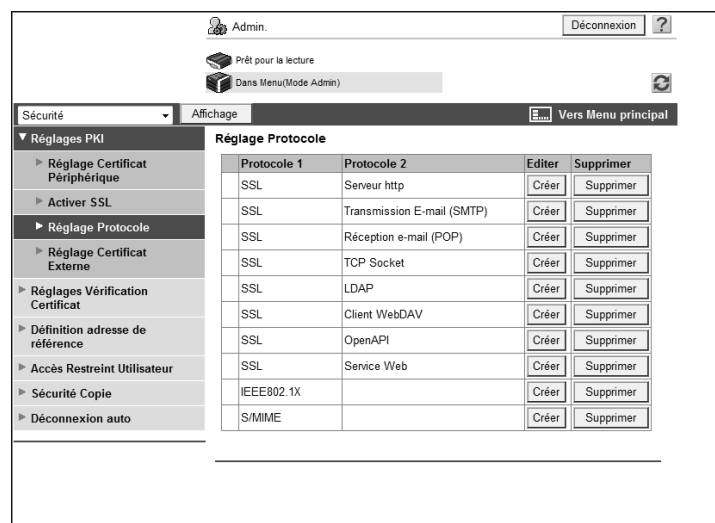 Admin.
Déconnexion
?
Prêt pour la lecture
Dans Menu(Mode Admin)
Sécurité
Affichage
Vers Menu principal
Réglages PKI
Réglage Certificat
Périphérique
Activer SSL
Réglage Protocole
Réglage Certificat
Externe
Réglages Vérification
Certificat
Définition adresse de
référence
Accès Restreint Utilisateur
Sécurité Copie
Déconnexion auto
Réglage Protocole
Protocole 1 Protocole 2 Editer Supprimer
SSL Serveur http Créer Supprimer
SSL Transmission E-mail (SMTP) Créer Supprimer
SSL Réception e-mail (POP) Créer Supprimer
SSL TCP Socket Créer Supprimer
SSL LDAP Créer Supprimer
SSL Client WebDAV Créer Supprimer
SSL OpenAPI Créer Supprimer
SSL Service Web Créer Supprimer
IEEE802.1X Créer Supprimer
S/MIME Créer Supprimer